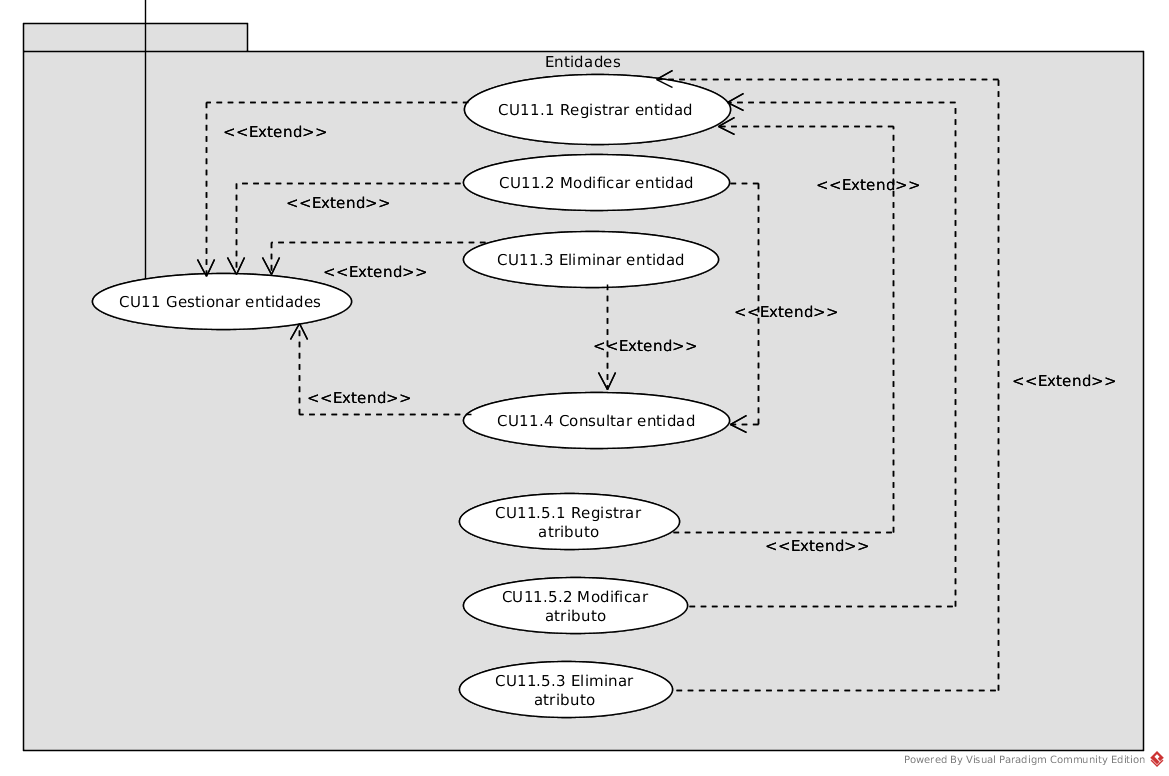 Entidades
CU11.1 Registrar entidad
<<Extend>>
CU11.2 Modificar entidad
<<Extend>>
<<Extend>>
CU11.3 Eliminar entidad
<<Extend>>
CU11 Gestionar entidades
<<Extend>>
<<Extend>>
<<Extend>>
<<Extend>>
CU11.4 Consultar entidad
CU11.5.1 Registrar
atributo
<<Extend>>
CU11.5.2 Modificar
atributo
CU11.5.3 Eliminar
atributo
Powered By Visual Paradigm Community Edition